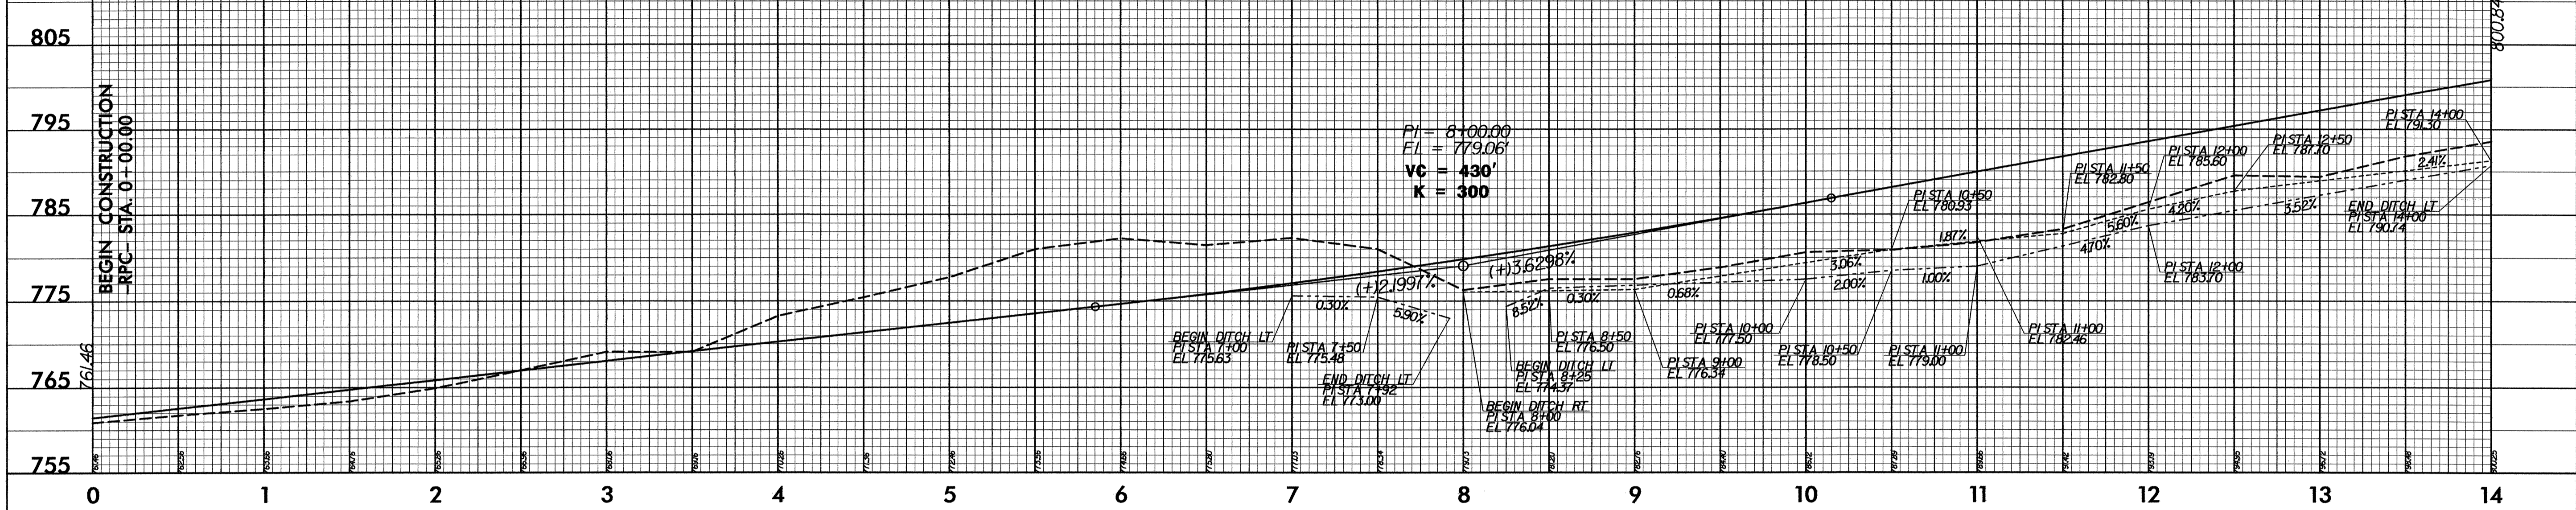 805
795
785
775
765
755
BEGIN CONSTRUCTION
-RPC- STA. 0+00.00
761.46
800.84
PI = 8+00.00
EL = 779.06'
VC = 430'
K = 300
(+)2.1997%
(+)3.6298%
BEGIN DITCH LT
PI STA 7+00
EL 775.63
0.30%
PI STA 7+50
EL 775.48
5.90%
END DITCH LT
PI STA 7+92
EL 773.00
BEGIN DITCH RT
PI STA 8+00
EL 776.04
8.52%
BEGIN DITCH LT
PI STA 8+25
EL 774.37
PI STA 8+50
EL 776.50
0.30%
PI STA 9+00
EL 776.34
0.68%
PI STA 10+00
EL 777.50
3.06%
2.00%
PI STA 10+50
EL 778.50
PI STA 10+50
EL 780.93
1.87%
1.00%
PI STA 11+00
EL 779.00
PI STA 11+00
EL 782.46
PI STA 11+50
EL 782.80
5.60%
4.70%
PI STA 12+00
EL 785.60
PI STA 12+00
EL 783.70
4.20%
PI STA 12+50
EL 787.70
3.52%
2.41%
PI STA 14+00
EL 791.30
END DITCH LT
PI STA 14+00
EL 790.74
0 1 2 3 4 5 6 7 8 9 10 11 12 13 14